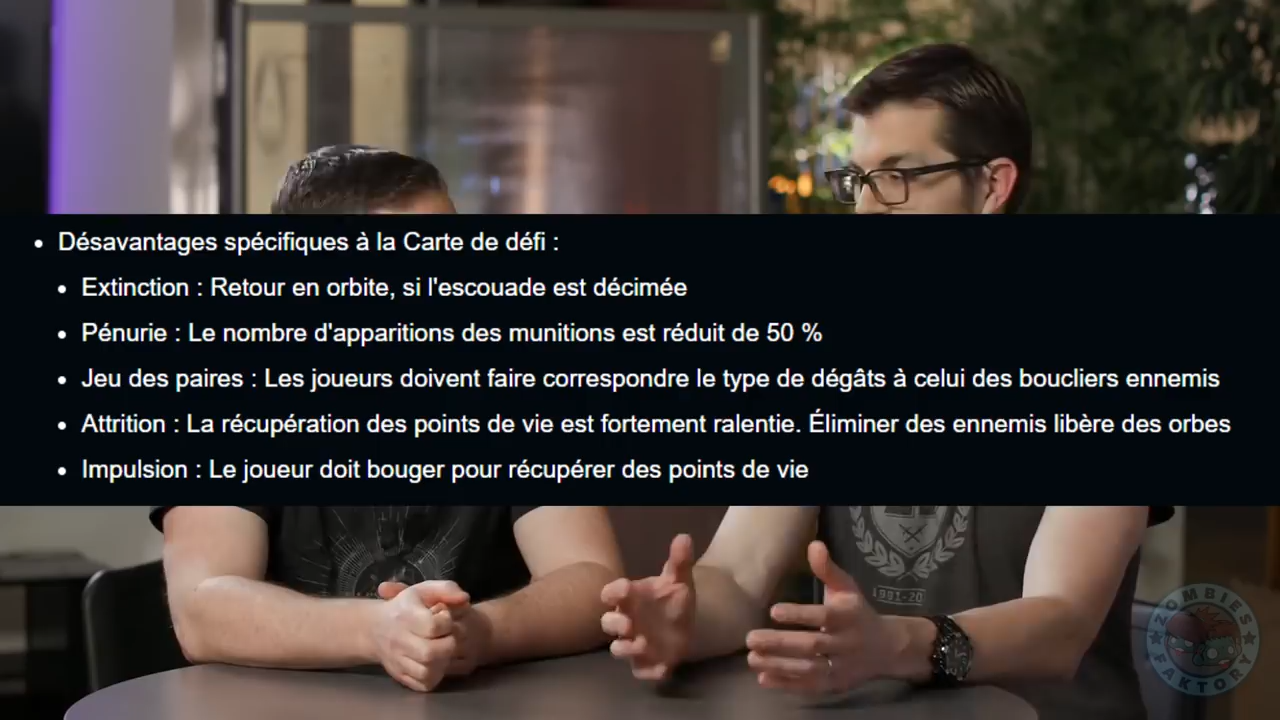 Désavantages spécifiques à la Carte de défi :
Extinction : Retour en orbite, si l'escouade est décimée
Pénurie : Le nombre d'apparitions des munitions est réduit de 50 %
Jeu des paires : Les joueurs doivent faire correspondre le type de dégâts à celui des boucliers ennemis
Attrition : La récupération des points de vie est fortement ralentie. Éliminer des ennemis libère des orbes
Impulsion : Le joueur doit bouger pour récupérer des points de vie
1991-20
ZOMBIES
FAKTORY